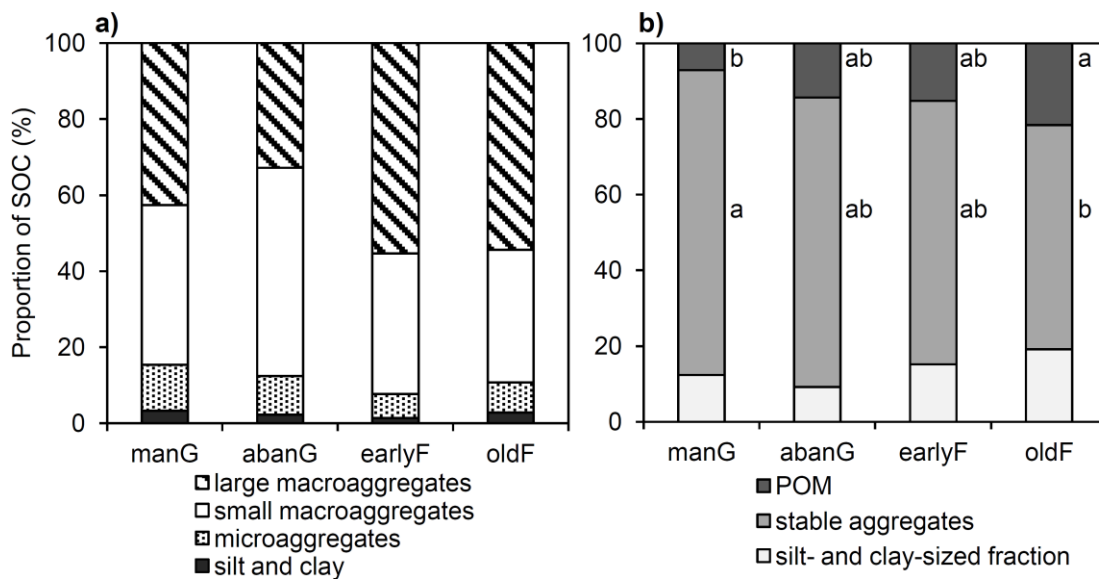 a)
Proportion of SOC (%)
100
80
60
40
20
0
manG abanG earlyF oldF
large macroaggregates
small macroaggregates
microaggregates
silt and clay
b)
100
80
60
40
20
0
b ab ab a
a ab ab b
manG abanG earlyF oldF
POM
stable aggregates
silt- and clay-sized fraction